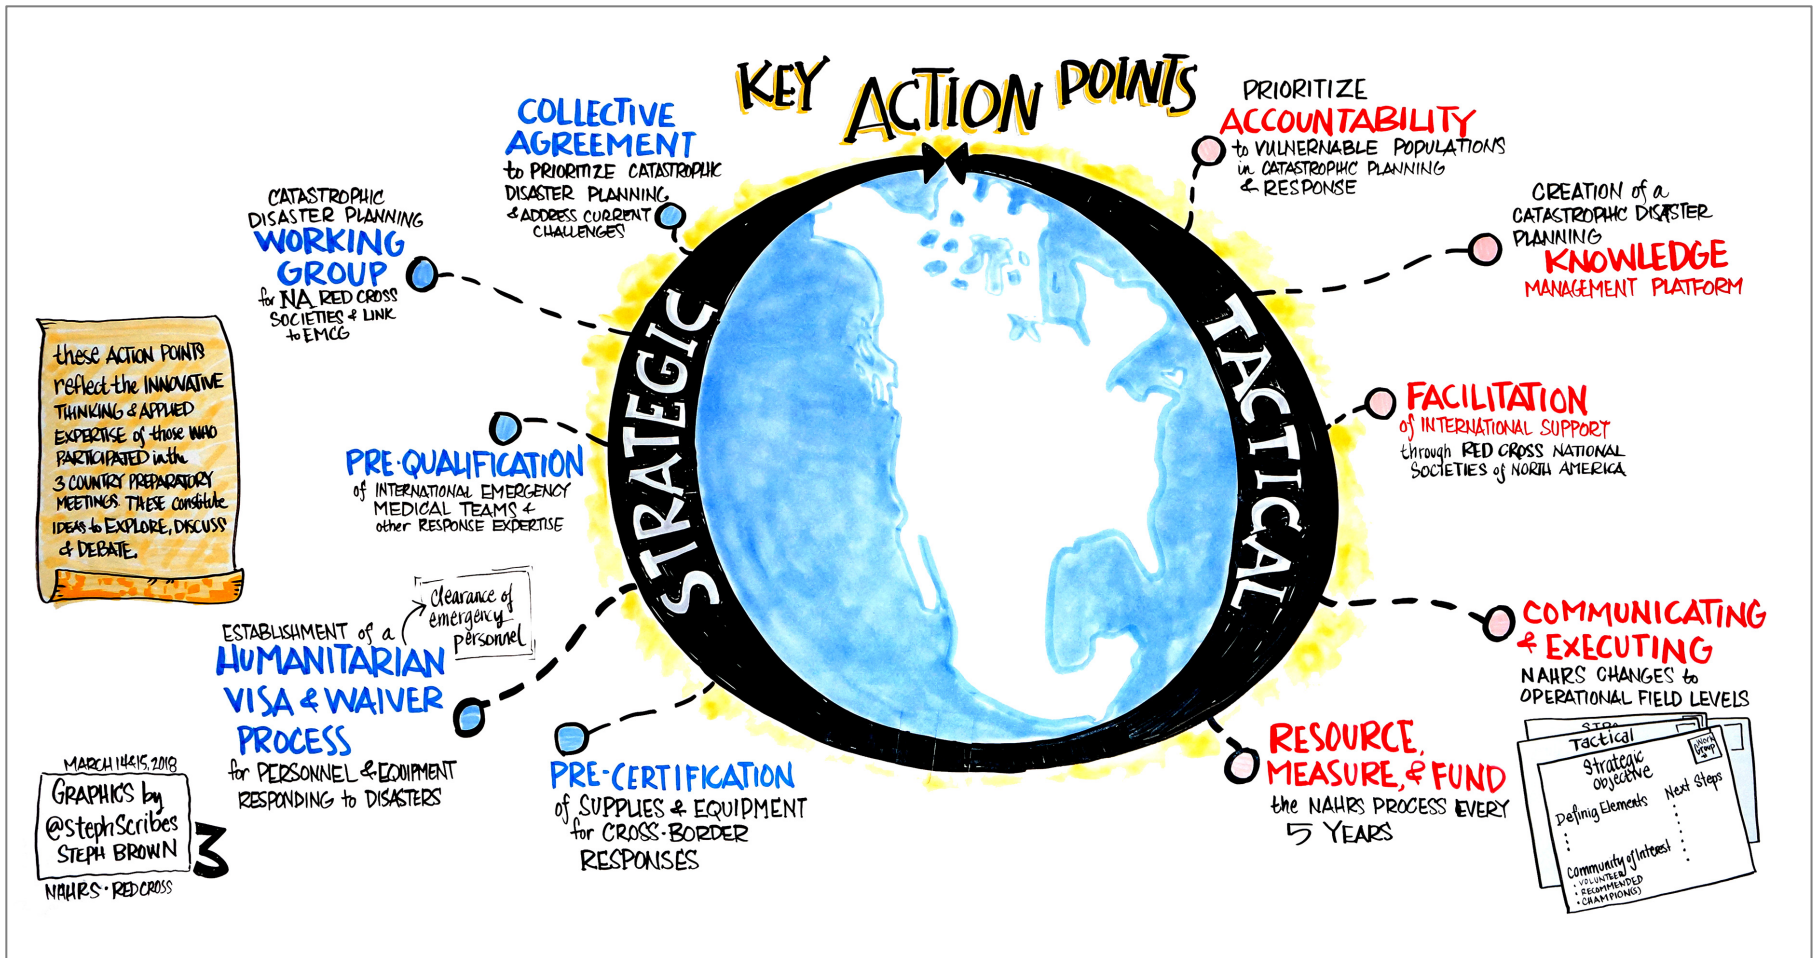 KEY ACTION POINTS
COLLECTIVE
AGREEMENT
to PRIORITIZE CATASTROPHIC
DISASTER PLANNING
& ADDRESS CURRENT
CHALLENGES
CATASTROPHIC
DISASTER PLANNING
WORKING
GROUP
for NA RED CROSS
SOCIETIES & LINK
to EMCG
PRE-QUALIFICATION
of INTERNATIONAL EMERGENCY
MEDICAL TEAMS &
other RESPONSE EXPERTISE
ESTABLISHMENT of a
HUMANITARIAN
VISA & WAIVER
PROCESS
for PERSONNEL & EQUIPMENT
RESPONDING to DISASTERS
clearance of
emergency
personnel
PRE-CERTIFICATION
of SUPPLIES & EQUIPMENT
for CROSS-BORDER
RESPONSES
STRATEGIC
TACTICAL
PRIORITIZE
ACCOUNTABILITY
to VULNERNABLE POPULATIONS
in CATASTROPHIC PLANNING
& RESPONSE
CREATION of a
CATASTROPHIC DISASTER
PLANNING
KNOWLEDGE
MANAGEMENT PLATFORM
FACILITATION
of INTERNATIONAL SUPPORT
through RED CROSS NATIONAL
SOCIETIES of NORTH AMERICA
COMMUNICATING
& EXECUTING
NAHRS CHANGES to
OPERATIONAL FIELD LEVELS
RESOURCE,
MEASURE, & FUND
the NAHRS PROCESS EVERY
5 YEARS
Tactical
Work
Group
Strategic
Objective
Definig Elements
Next Steps
Community of Interest
• VOLUNTEER
• RECOMMENDED
• CHAMPION(S)
these ACTION POINTS
reflect the INNOVATIVE
THINKING & APPLIED
EXPERTISE of those WHO
PARTICIPATED in the
3 COUNTRY PREPARATORY
MEETINGS. THESE constitute
IDEAS to EXPLORE, DISCUSS
& DEBATE.
MARCH 14&15, 2018
GRAPHICS by
@StephScribes
STEPH BROWN
3
NAHRS • RED CROSS